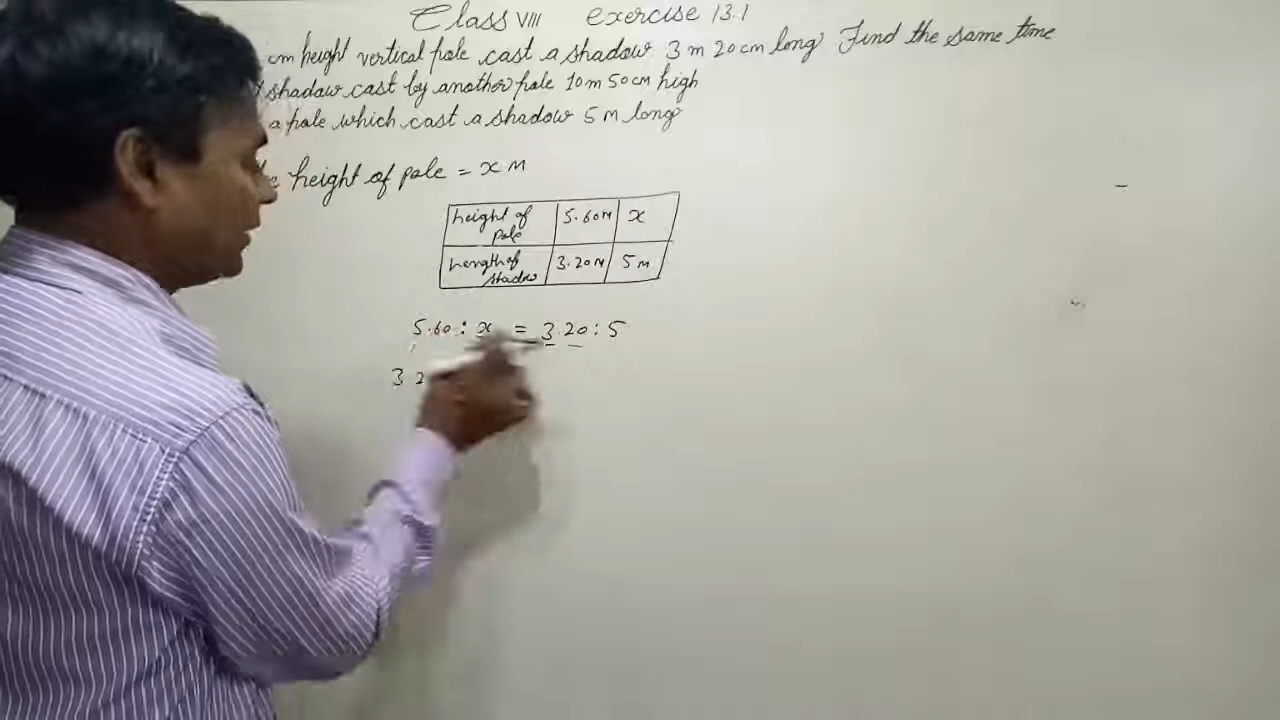 Class VIII exercise 13.1
cm height vertical pole cast a shadow 3 m 20 cm long Find the same time
shadow cast by another pole 10 m 50 cm high
a pole which cast a shadow 5 m long
height of pole = x m
height of pole 5.60 M x
Length of shadow 3.20 M 5 M
5.60 : x = 3.20 : 5
3.2